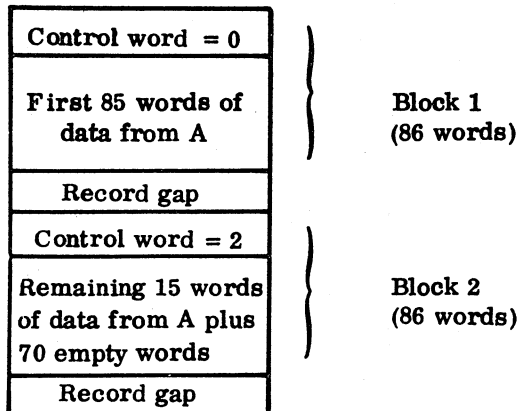 Control word = 0
First 85 words of
data from A
Block 1
(86 words)
Record gap
Control word = 2
Remaining 15 words
of data from A plus
70 empty words
Block 2
(86 words)
Record gap